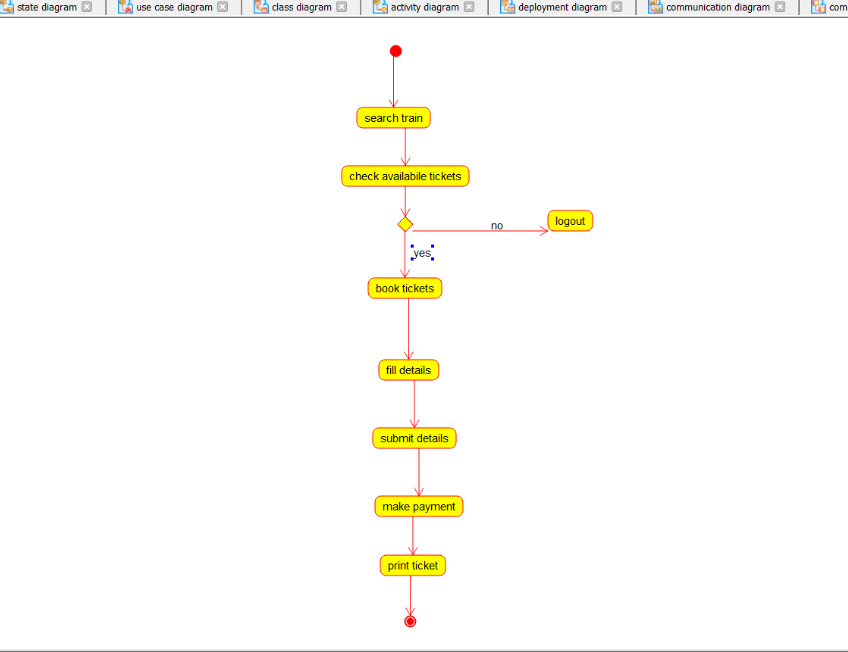 state diagram
use case diagram
class diagram
activity diagram
deployment diagram
communication diagram
com
search train
check availabile tickets
no
logout
yes
book tickets
fill details
submit details
make payment
print ticket